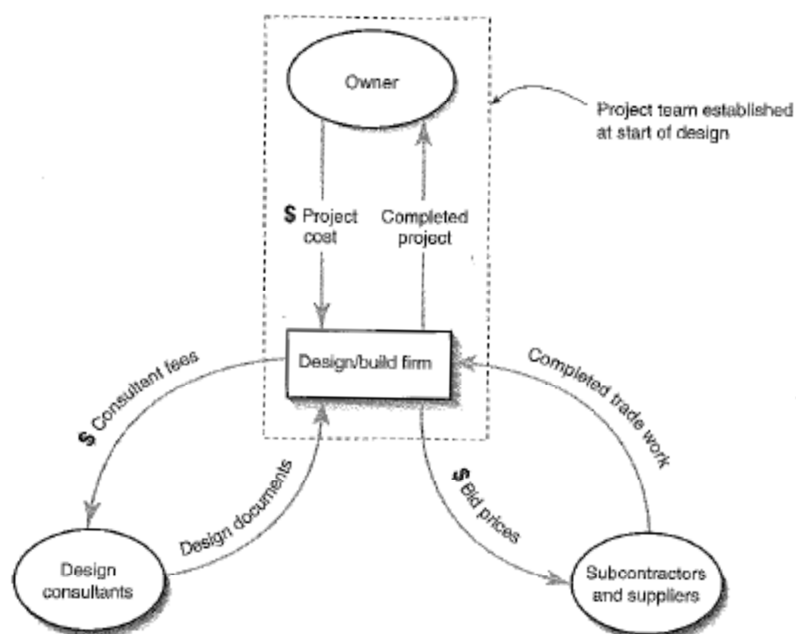 Owner
Project team established
at start of design
$ Project
cost
Completed
project
Design/build firm
$ Consultant fees
Completed trade work
Design documents
$ Bid prices
Design
consultants
Subcontractors
and suppliers